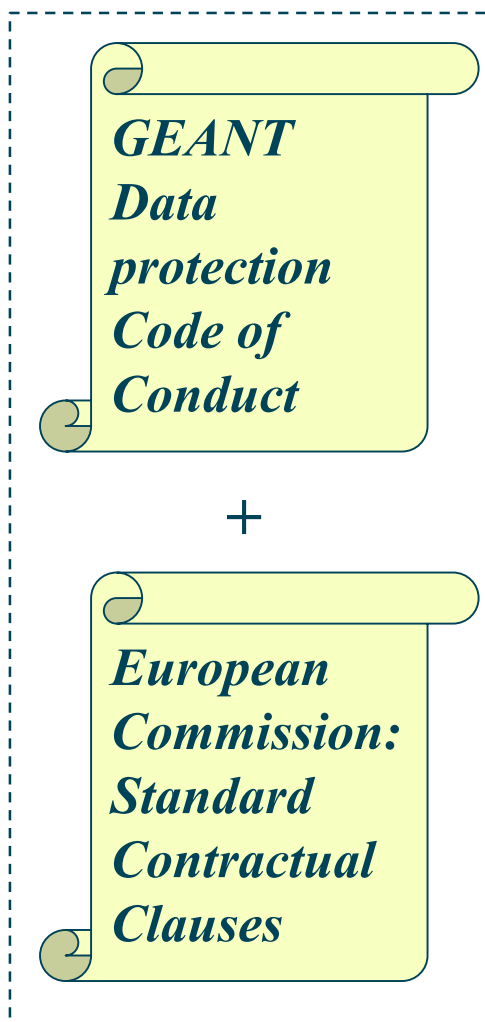 GEANT
Data
protection
Code of
Conduct
+
European
Commission:
Standard
Contractual
Clauses